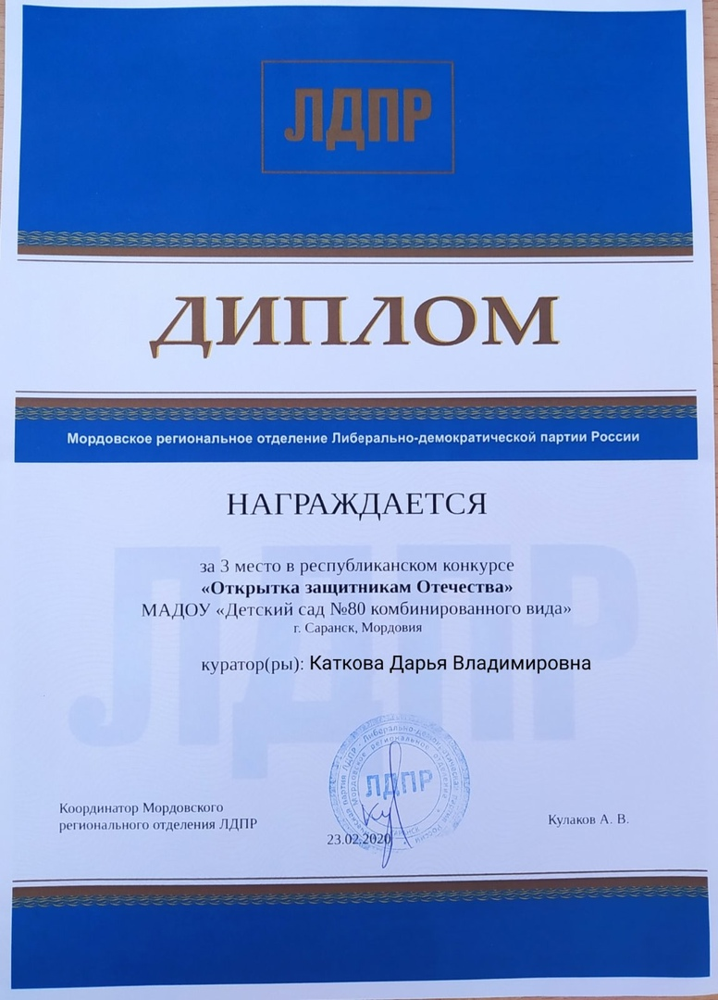 ЛДПР
ДИПЛОМ
Мордовское региональное отделение Либерально-демократической партии России
НАГРАЖДАЕТСЯ
за 3 место в республиканском конкурсе
«Открытка защитникам Отечества»
МАДОУ «Детский сад №80 комбинированного вида»
г. Саранск, Мордовия
куратор(ры): Каткова Дарья Владимировна
Координатор Мордовского
регионального отделения ЛДПР
ЛДПР
23.02.2020
Кулаков А. В.